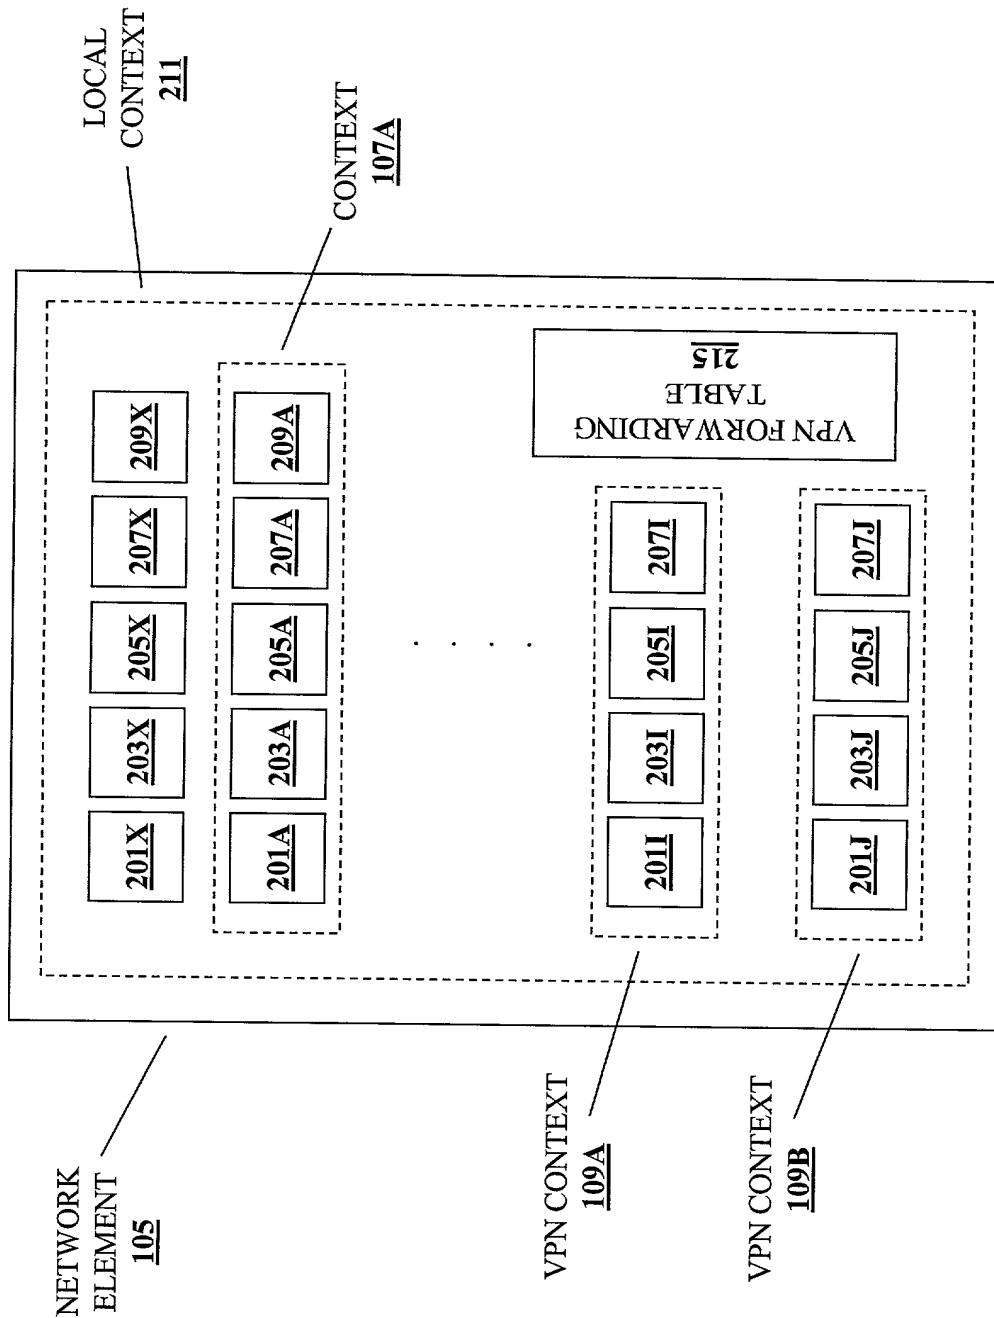 NETWORK
ELEMENT
105
LOCAL
CONTEXT
211
CONTEXT
107A
201X
203X
205X
207X
209X
201A
203A
205A
207A
209A
. . . .
VPN CONTEXT
109A
201I
203I
205I
207I
VPN FORWARDING
TABLE
215
VPN CONTEXT
109B
201J
203J
205J
207J